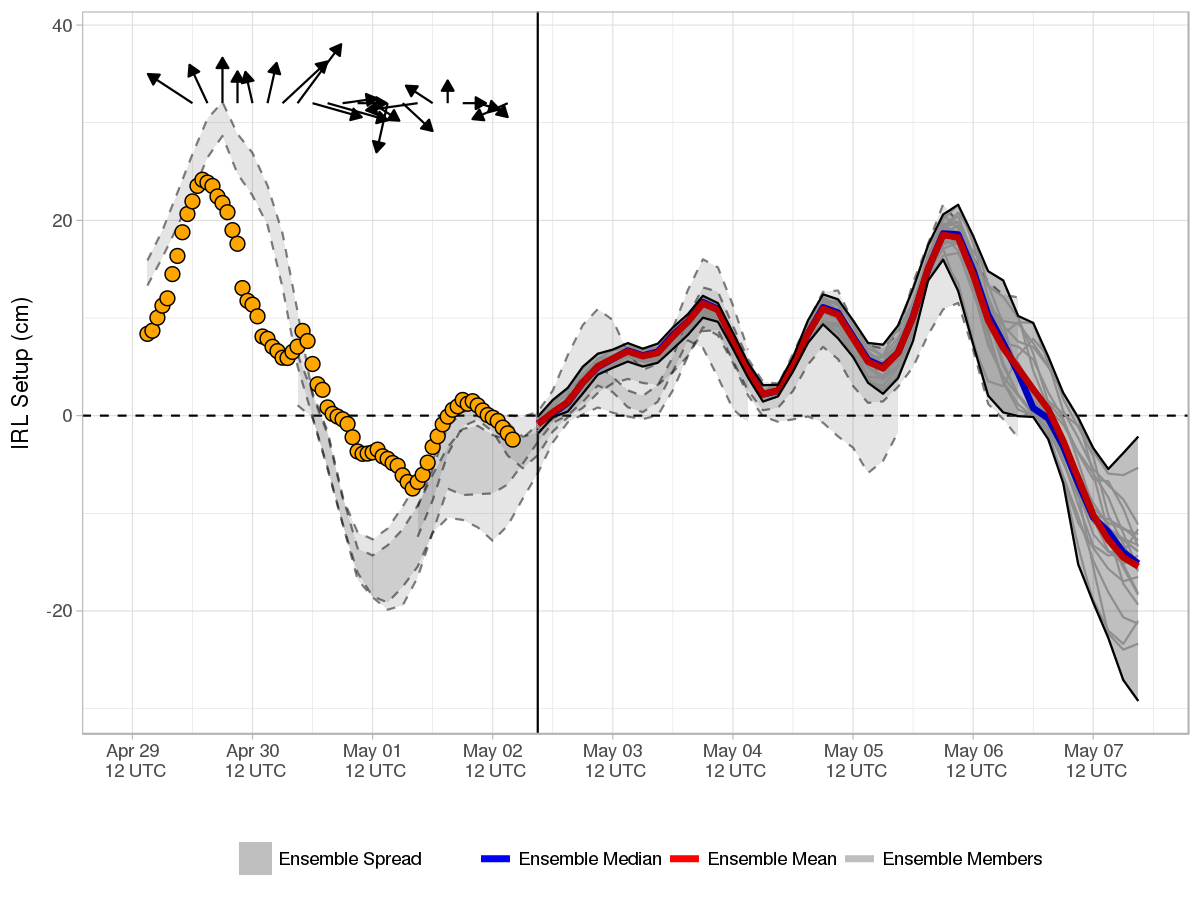 IRL Setup (cm)
40
20
0
-20
Apr 29 Apr 30 May 01 May 02 May 03 May 04 May 05 May 06 May 07
12 UTC 12 UTC 12 UTC 12 UTC 12 UTC 12 UTC 12 UTC 12 UTC 12 UTC
Ensemble Spread Ensemble Median Ensemble Mean Ensemble Members